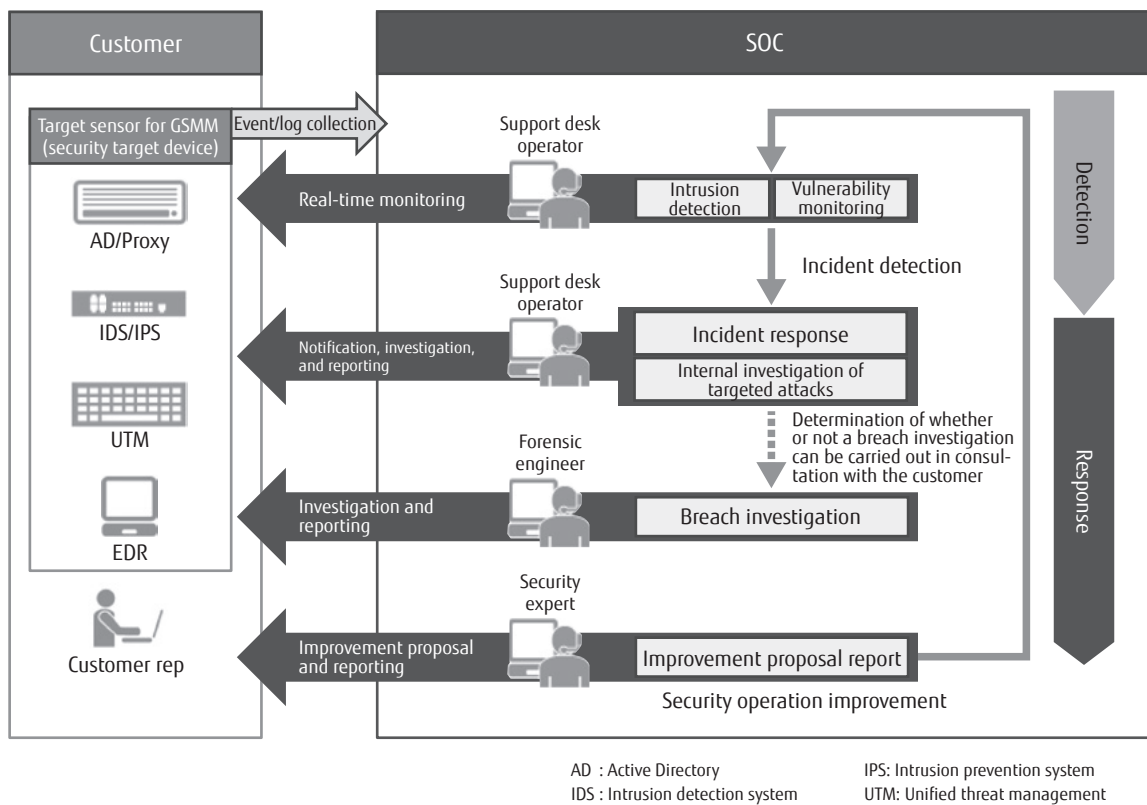 Customer
SOC
Target sensor for GSMM
(security target device)
Event/log collection
AD/Proxy
IDS/IPS
UTM
EDR
Customer rep
Support desk
operator
Real-time monitoring
Intrusion
detection
Vulnerability
monitoring
Incident detection
Support desk
operator
Notification, investigation,
and reporting
Incident response
Internal investigation of
targeted attacks
Determination of whether
or not a breach investigation
can be carried out in consul-
tation with the customer
Forensic
engineer
Investigation and
reporting
Breach investigation
Security
expert
Improvement proposal
and reporting
Improvement proposal report
Security operation improvement
Detection
Response
AD : Active Directory
IDS : Intrusion detection system
IPS: Intrusion prevention system
UTM: Unified threat management